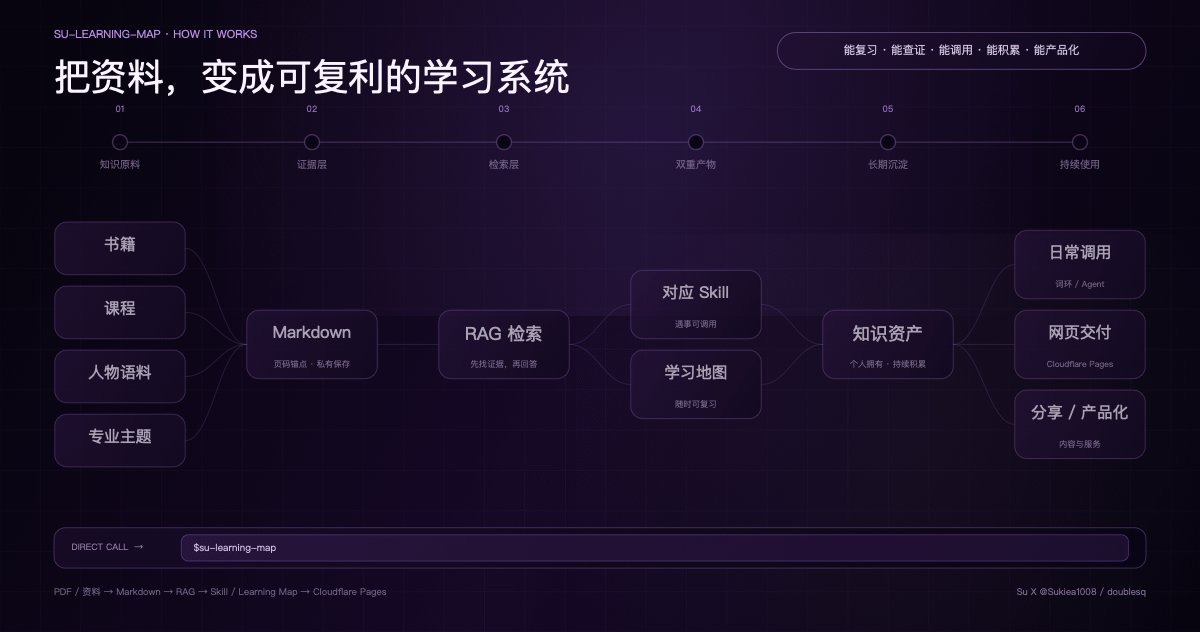 SU-LEARNING-MAP · HOW IT WORKS
把资料，变成可复利的学习系统
能复习 · 能查证 · 能调用 · 能积累 · 能产品化
01
知识原料
02
证据层
03
检索层
04
双重产物
05
长期沉淀
06
持续使用
书籍
课程
人物语料
专业主题
Markdown
页码锚点 · 私有保存
RAG 检索
先找证据，再回答
对应 Skill
遇事可调用
学习地图
随时可复习
知识资产
个人拥有 · 持续积累
日常调用
词环 / Agent
网页交付
Cloudflare Pages
分享 / 产品化
内容与服务
DIRECT CALL →
$su-learning-map
PDF / 资料 → Markdown → RAG → Skill / Learning Map → Cloudflare Pages
Su X @Sukiea1008 / doublesq